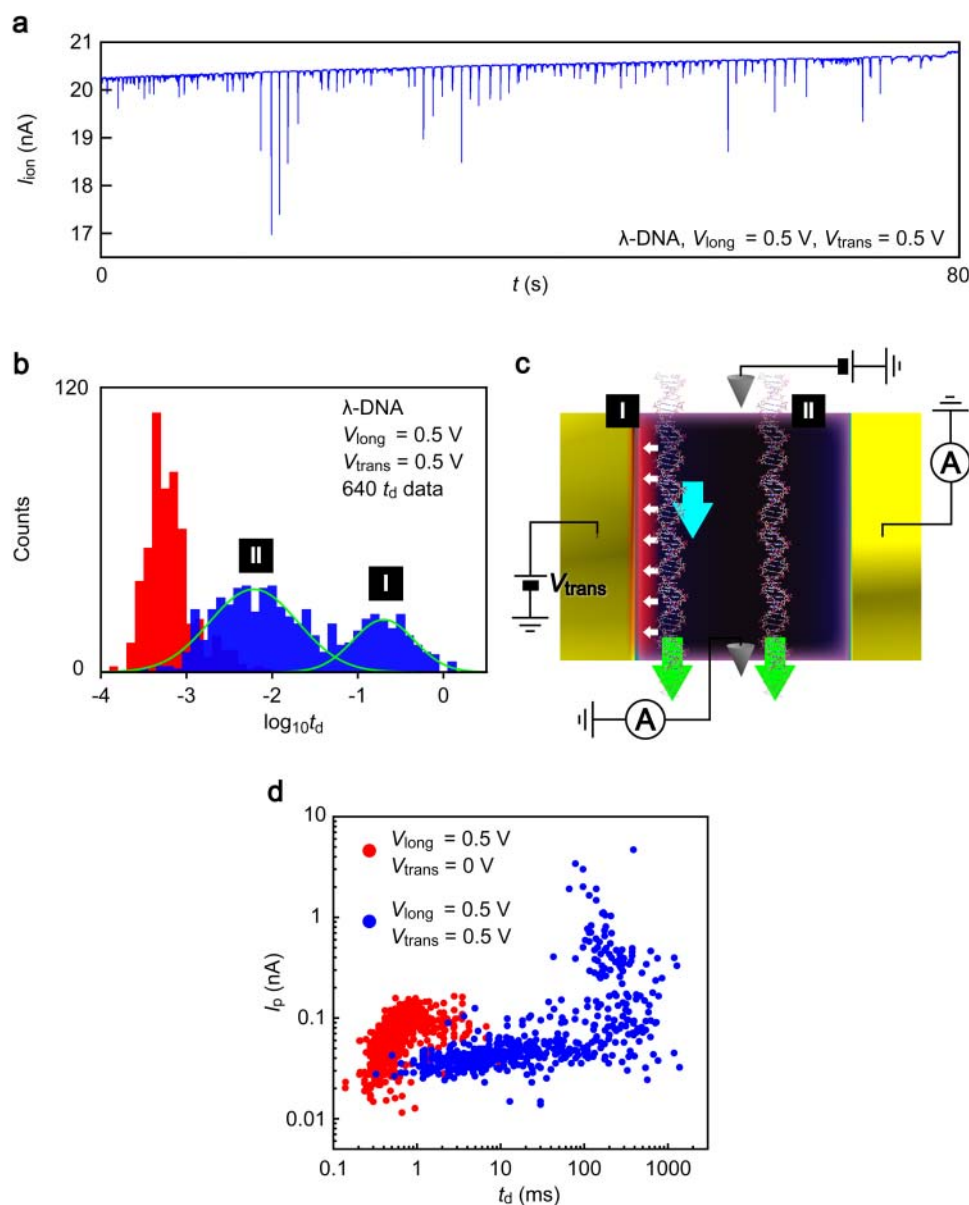 a
21
20
19
18
17
I_ion (nA)
λ-DNA, V_long = 0.5 V, V_trans = 0.5 V
0
80
t (s)
b
120
λ-DNA
V_long = 0.5 V
V_trans = 0.5 V
640 t_d data
Counts
II
I
0
-4
-3
-2
-1
0
log₁₀t_d
c
I
II
A
V_trans
A
d
10
V_long = 0.5 V
V_trans = 0 V
1
V_long = 0.5 V
V_trans = 0.5 V
I_p (nA)
0.1
0.01
0.1
1
10
100
1000
t_d (ms)